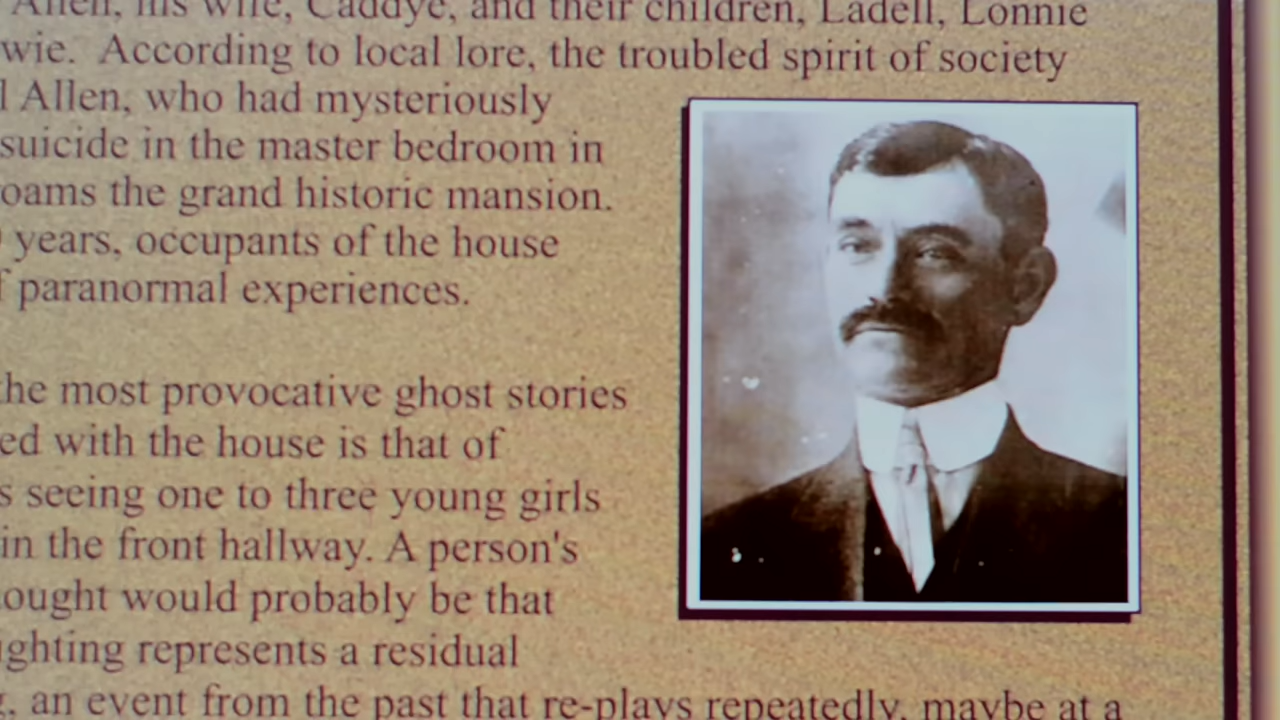 Allen, his wife, Caddye, and their children, Ladell, Lonnie
wie. According to local lore, the troubled spirit of society
l Allen, who had mysteriously
suicide in the master bedroom in
oams the grand historic mansion.
years, occupants of the house
f paranormal experiences.
the most provocative ghost stories
ed with the house is that of
s seeing one to three young girls
in the front hallway. A person's
ought would probably be that
ighting represents a residual
g, an event from the past that re-plays repeatedly, maybe at a